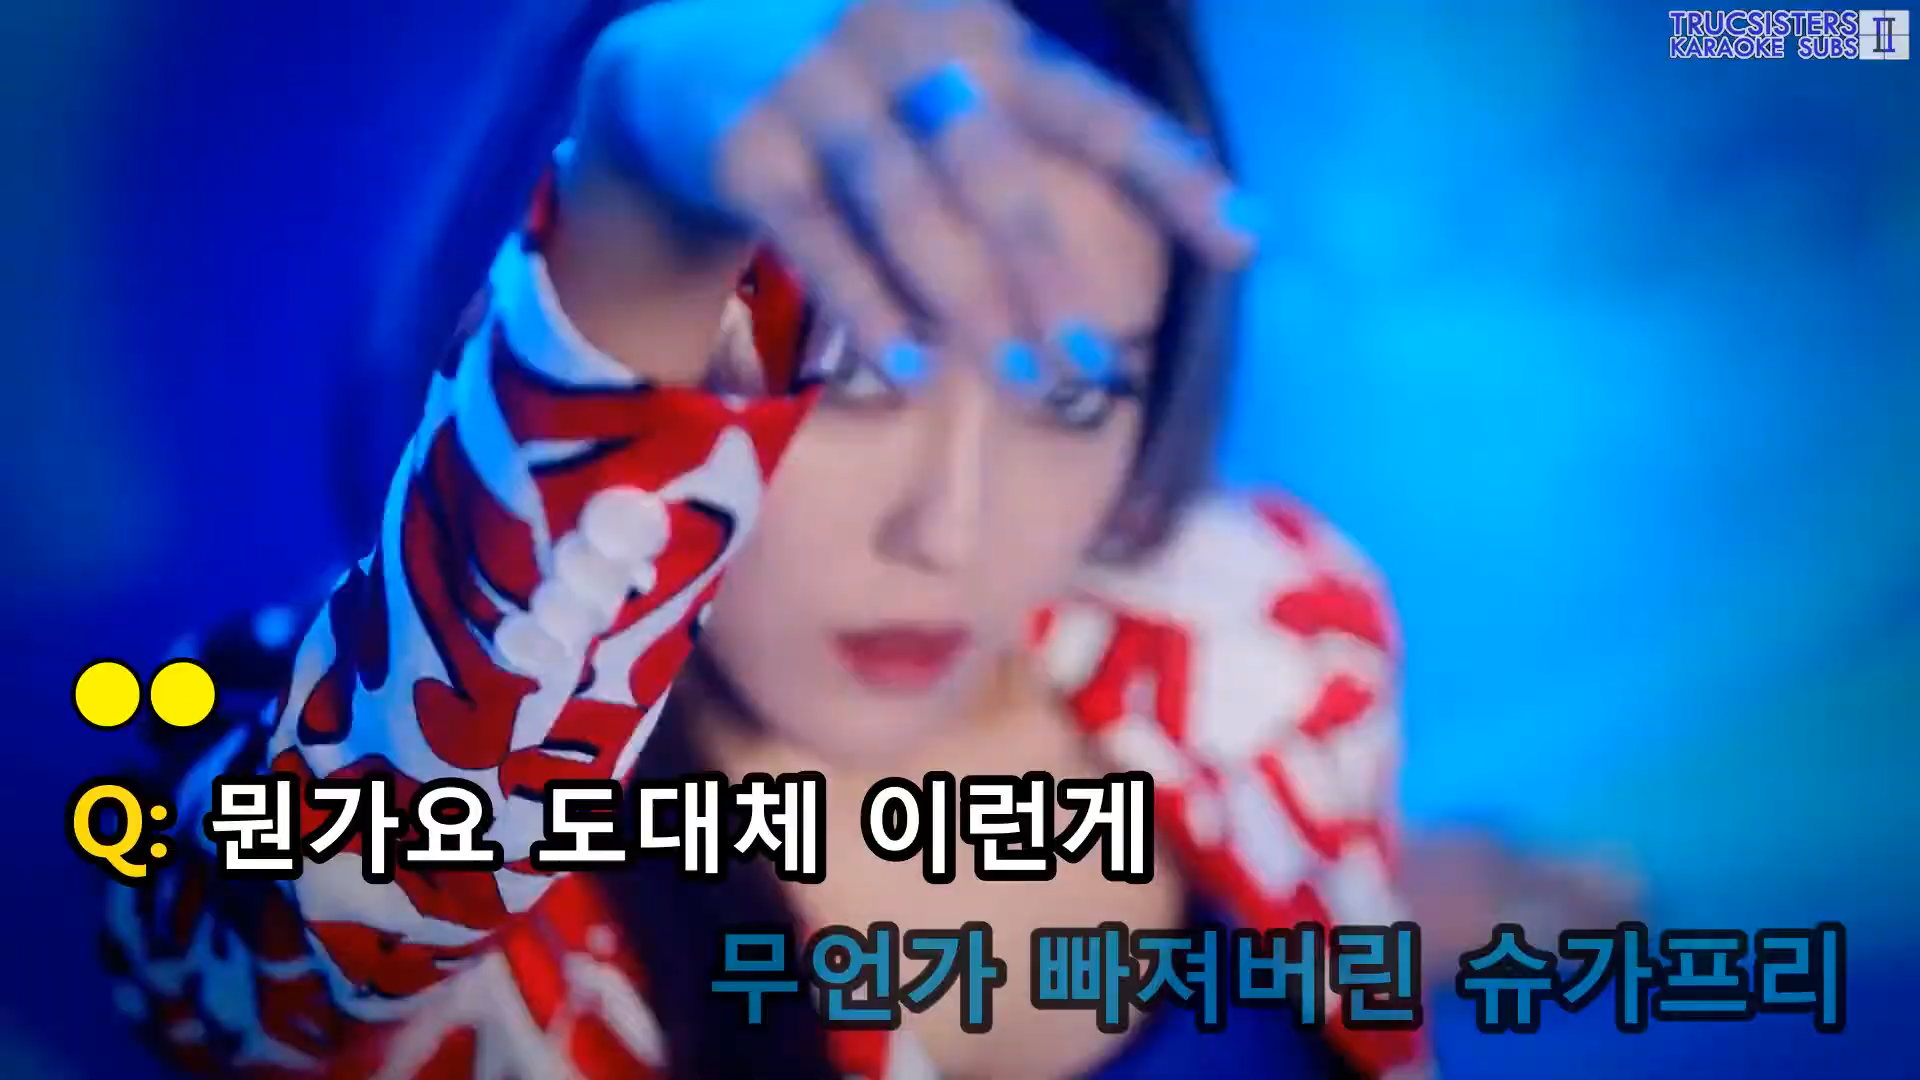 TRUCSISTERS
KARAOKE SUBS II
Q: 뭔가요 도대체 이런게
무언가 빠져버린 슈가프리